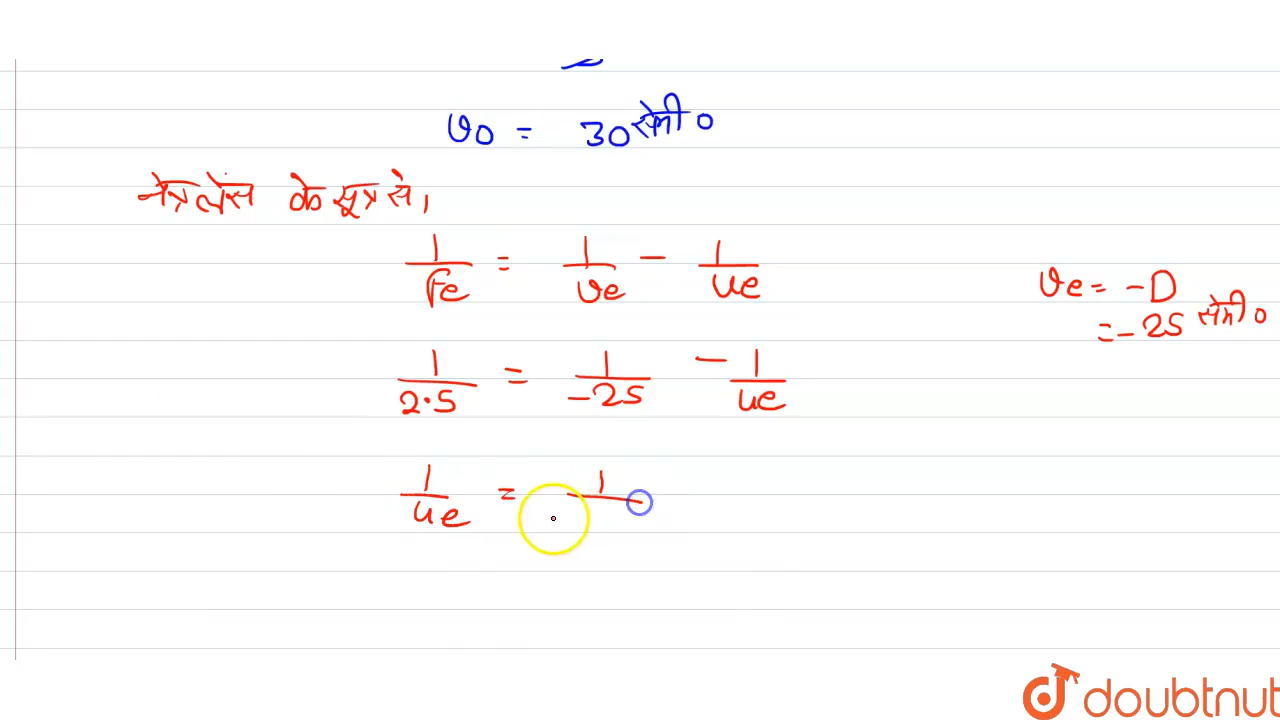 v0 = 30 सेमी०
नेत्र लेंस के सूत्र से,
1/fe = 1/ve - 1/ue
ve = -D
= -25 सेमी०
1/2.5 = 1/-25 - 1/ue
1/ue = 1/
doubtnut